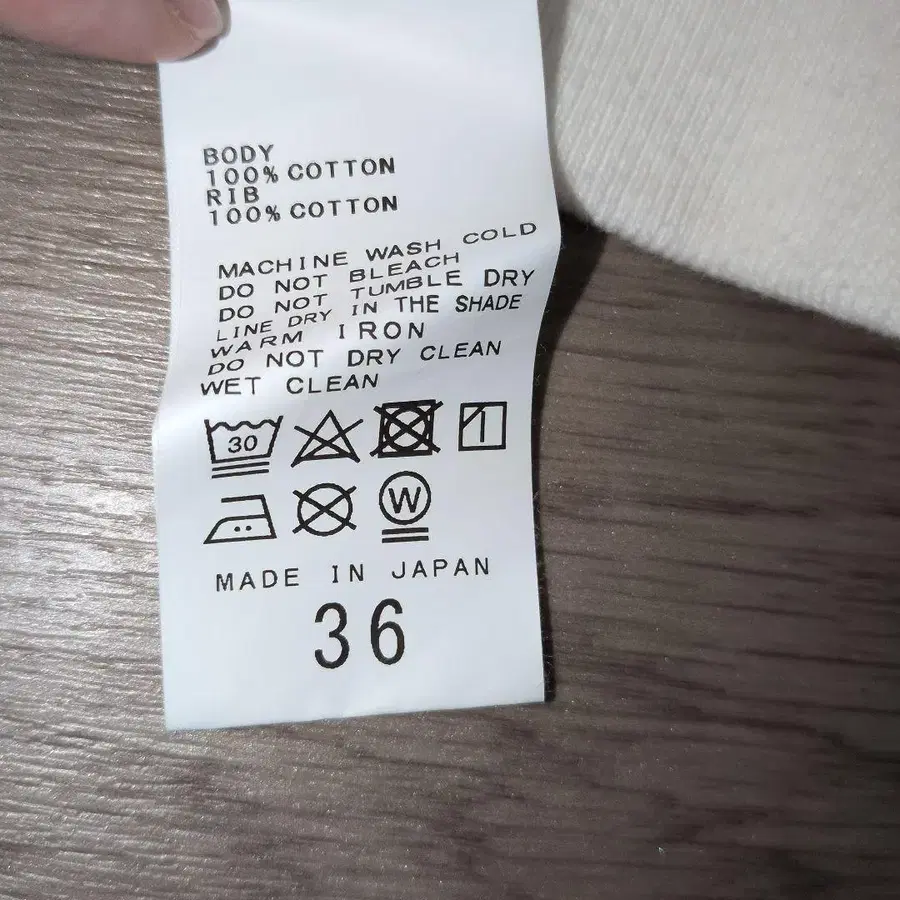 BODY
100% COTTON
RIB
100% COTTON
MACHINE WASH COLD
DO NOT BLEACH
DO NOT TUMBLE DRY
LINE DRY IN THE SHADE
WARM IRON
DO NOT DRY CLEAN
WET CLEAN
30
W
MADE IN JAPAN
36